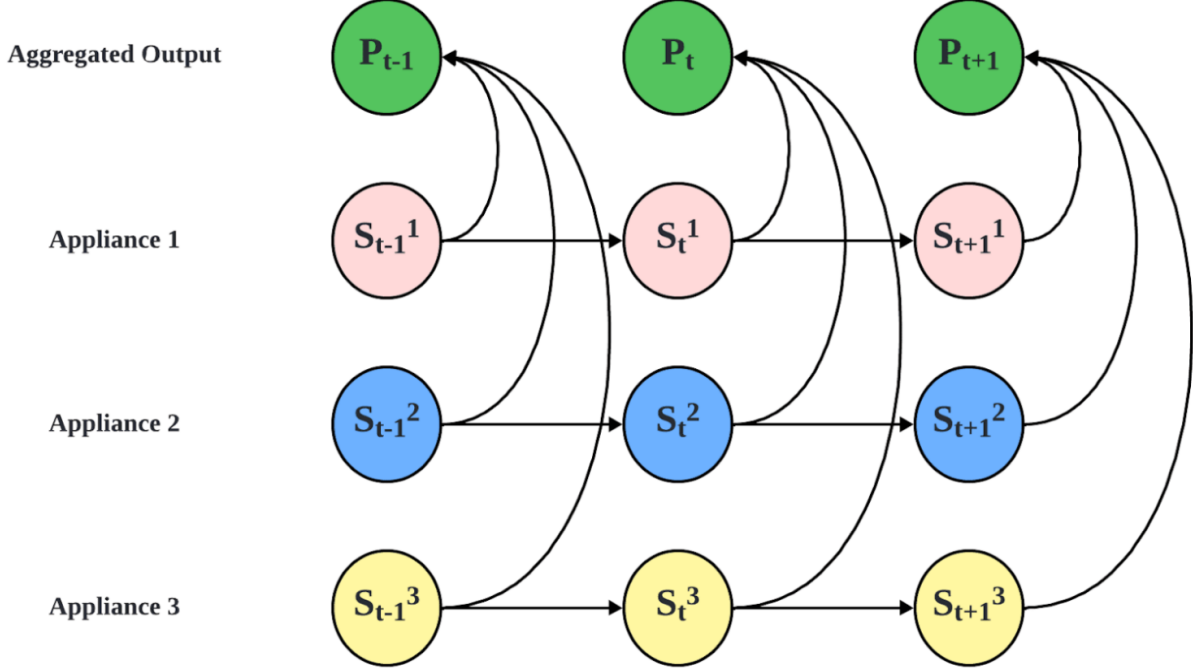 Aggregated Output P_{t-1} P_t P_{t+1}
Appliance 1 S_{t-1}^1 S_t^1 S_{t+1}^1
Appliance 2 S_{t-1}^2 S_t^2 S_{t+1}^2
Appliance 3 S_{t-1}^3 S_t^3 S_{t+1}^3